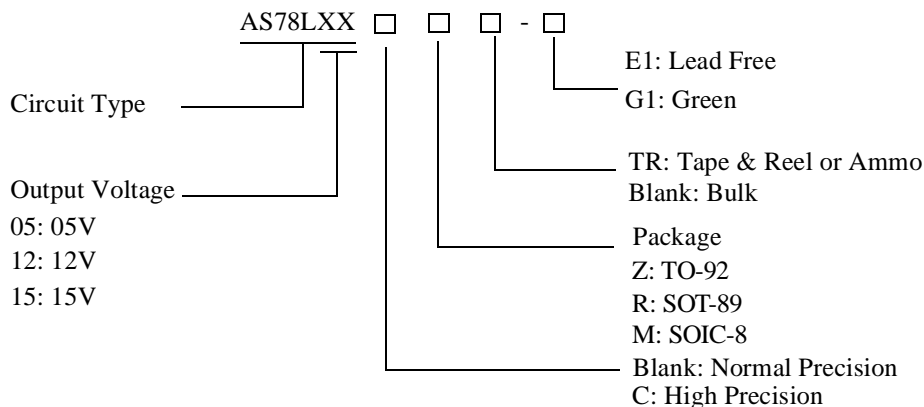 AS78LXX -
E1: Lead Free
G1: Green
Circuit Type
TR: Tape & Reel or Ammo
Blank: Bulk
Output Voltage
05: 05V
12: 12V
15: 15V
Package
Z: TO-92
R: SOT-89
M: SOIC-8
Blank: Normal Precision
C: High Precision